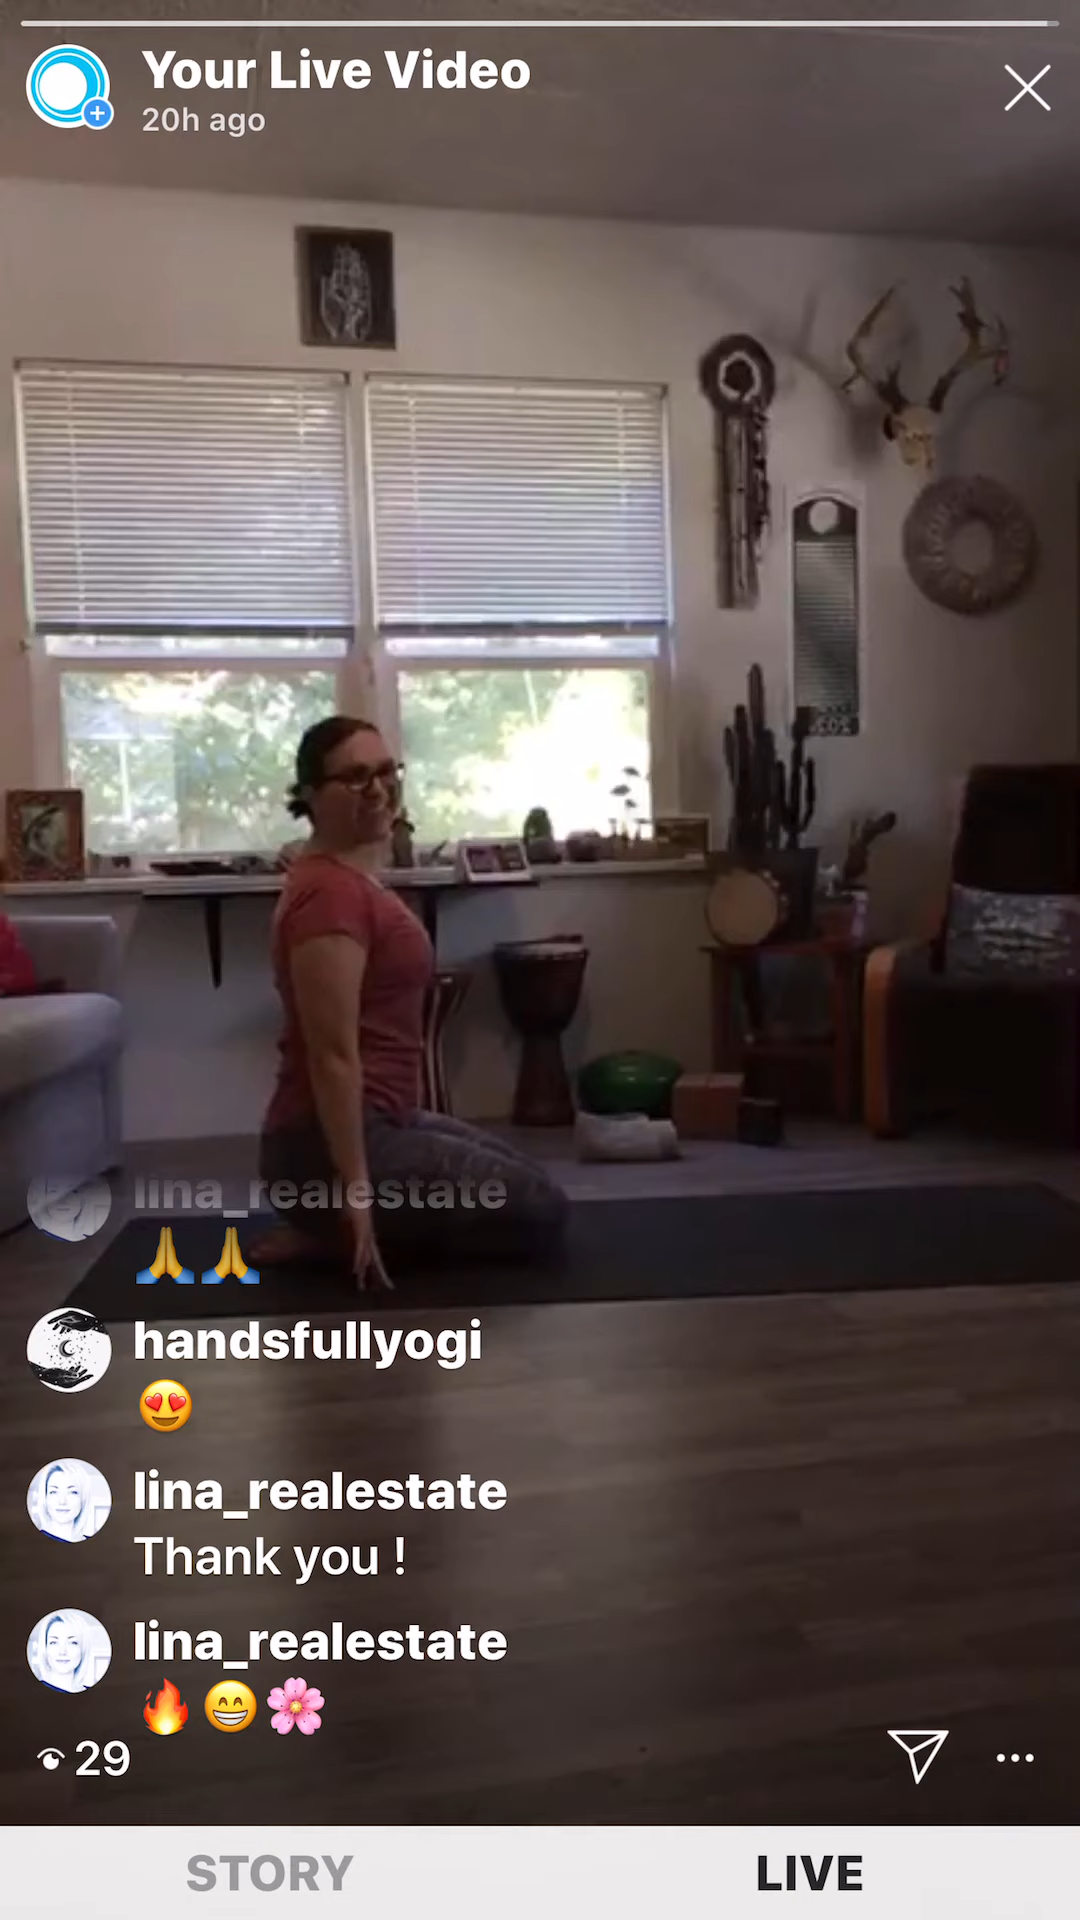 Your Live Video
20h ago
lina_realestate
🙏🙏
handsfullyogi
😍
lina_realestate
Thank you !
lina_realestate
🔥😁🌸
29
STORY
LIVE